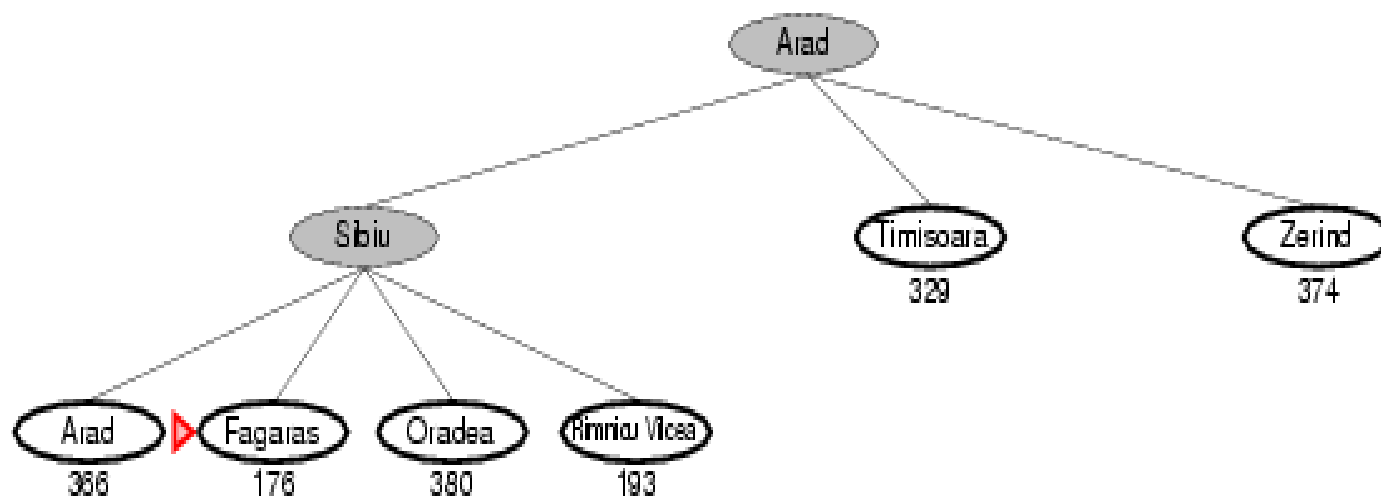 Arad
Sibiu
Timisoara
Zerind
329
374
Arad
Fagaras
Oradea
Rimnicu Vilcea
366
176
380
193